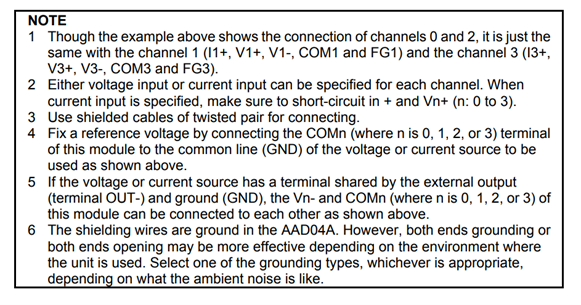 NOTE
1 Though the example above shows the connection of channels 0 and 2, it is just the
same with the channel 1 (I1+, V1+, V1-, COM1 and FG1) and the channel 3 (I3+,
V3+, V3-, COM3 and FG3).
2 Either voltage input or current input can be specified for each channel. When
current input is specified, make sure to short-circuit in + and Vn+ (n: 0 to 3).
3 Use shielded cables of twisted pair for connecting.
4 Fix a reference voltage by connecting the COMn (where n is 0, 1, 2, or 3) terminal
of this module to the common line (GND) of the voltage or current source to be
used as shown above.
5 If the voltage or current source has a terminal shared by the external output
(terminal OUT-) and ground (GND), the Vn- and COMn (where n is 0, 1, 2, or 3) of
this module can be connected to each other as shown above.
6 The shielding wires are ground in the AAD04A. However, both ends grounding or
both ends opening may be more effective depending on the environment where
the unit is used. Select one of the grounding types, whichever is appropriate,
depending on what the ambient noise is like.